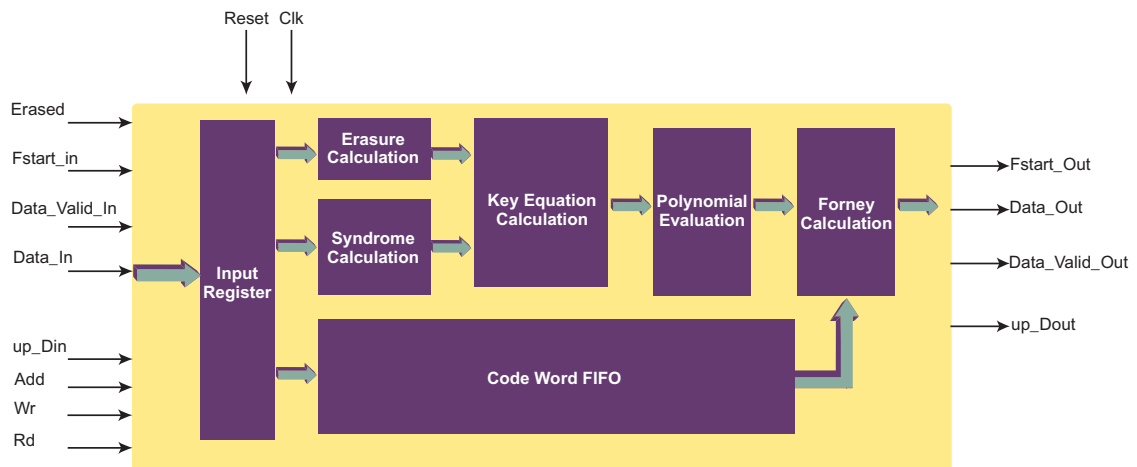 Reset Clk
Erased
Fstart_in
Data_Valid_In
Data_In
up_Din
Add
Wr
Rd
Input
Register
Erasure
Calculation
Syndrome
Calculation
Key Equation
Calculation
Polynomial
Evaluation
Forney
Calculation
Code Word FIFO
Fstart_Out
Data_Out
Data_Valid_Out
up_Dout